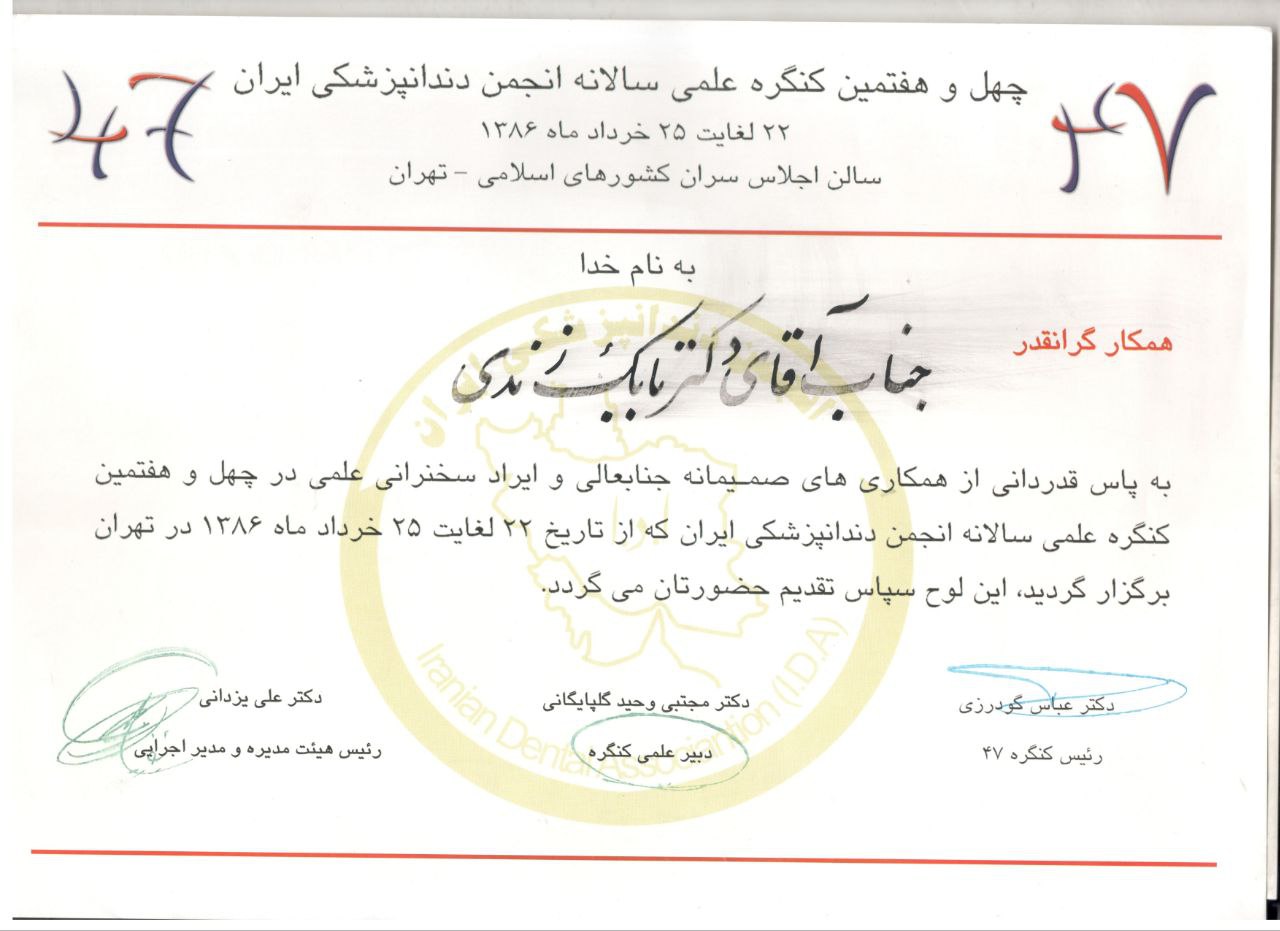 چهل و هفتمین کنگره علمی سالانه انجمن دندانپزشکی ایران
۲۲ لغایت ۲۵ خرداد ماه ۱۳۸۶
سالن اجلاس سران کشورهای اسلامی - تهران
۴۷
47
به نام خدا
همکار گرانقدر
جناب آقای دکتر بابک زندی
به پاس قدردانی از همکاری های صمیمانه جنابعالی و ایراد سخنرانی علمی در چهل و هفتمین
کنگره علمی سالانه انجمن دندانپزشکی ایران که از تاریخ ۲۲ لغایت ۲۵ خرداد ماه ۱۳۸۶ در تهران
برگزار گردید، این لوح سپاس تقدیم حضورتان می گردد.
دکتر عباس گودرزی
رئیس کنگره ۴۷
دکتر مجتبی وحید گلپایگانی
دبیر علمی کنگره
دکتر علی یزدانی
رئیس هیئت مدیره و مدیر اجرایی
انجمن دندانپزشکی ایران
Iranian Dental Association (I.D.A)